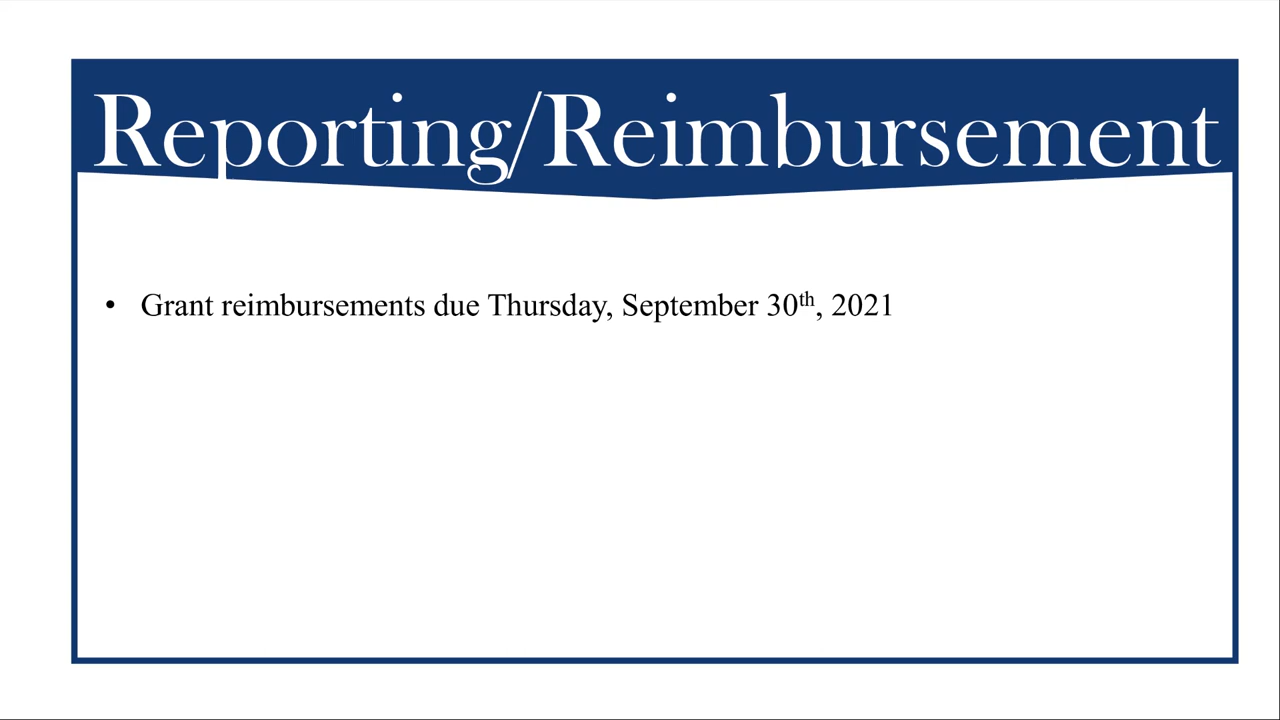 Reporting/Reimbursement
• Grant reimbursements due Thursday, September 30th, 2021